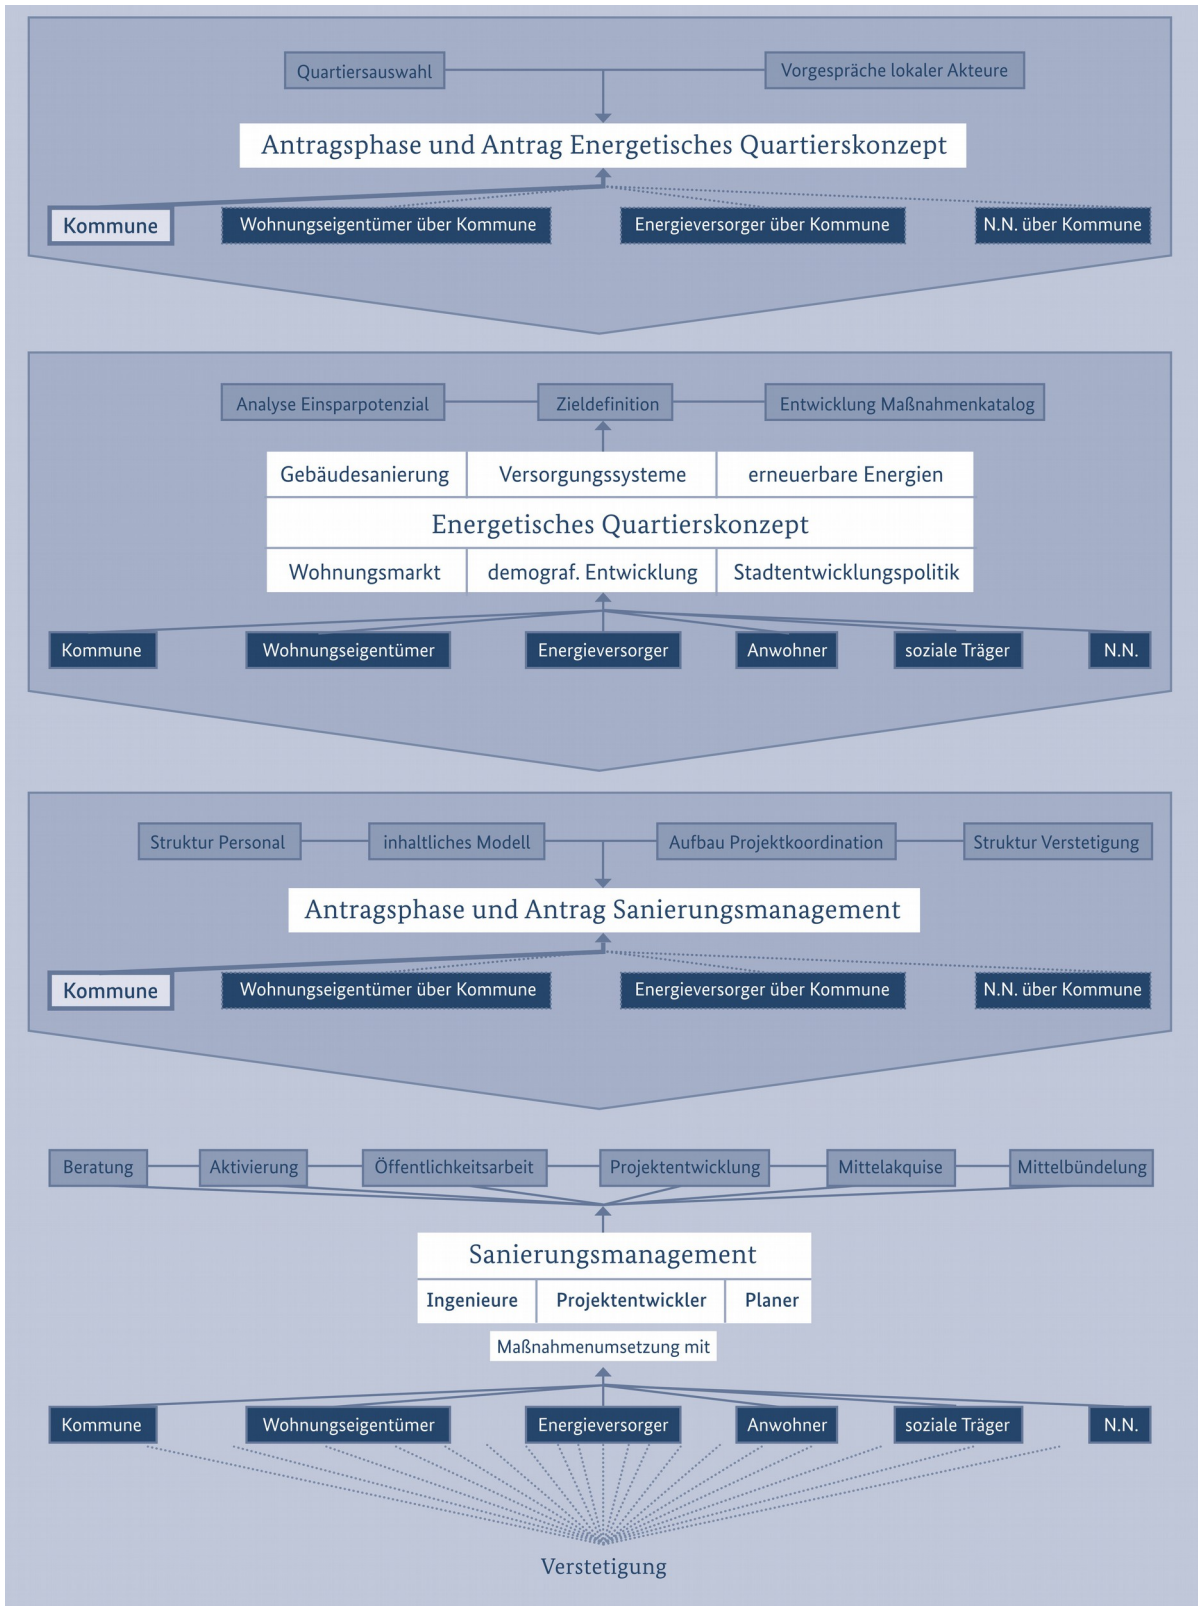 Quartiersauswahl
Vorgespräche lokaler Akteure
Antragsphase und Antrag Energetisches Quartierskonzept
Kommune
Wohnungseigentümer über Kommune
Energieversorger über Kommune
N.N. über Kommune
Analyse Einsparpotenzial
Zieldefinition
Entwicklung Maßnahmenkatalog
Gebäudesanierung
Versorgungssysteme
erneuerbare Energien
Energetisches Quartierskonzept
Wohnungsmarkt
demograf. Entwicklung
Stadtentwicklungspolitik
Kommune
Wohnungseigentümer
Energieversorger
Anwohner
soziale Träger
N.N.
Struktur Personal
inhaltliches Modell
Aufbau Projektkoordination
Struktur Verstetigung
Antragsphase und Antrag Sanierungsmanagement
Kommune
Wohnungseigentümer über Kommune
Energieversorger über Kommune
N.N. über Kommune
Beratung
Aktivierung
Öffentlichkeitsarbeit
Projektentwicklung
Mittelakquise
Mittelbündelung
Sanierungsmanagement
Ingenieure
Projektentwickler
Planer
Maßnahmenumsetzung mit
Kommune
Wohnungseigentümer
Energieversorger
Anwohner
soziale Träger
N.N.
Verstetigung